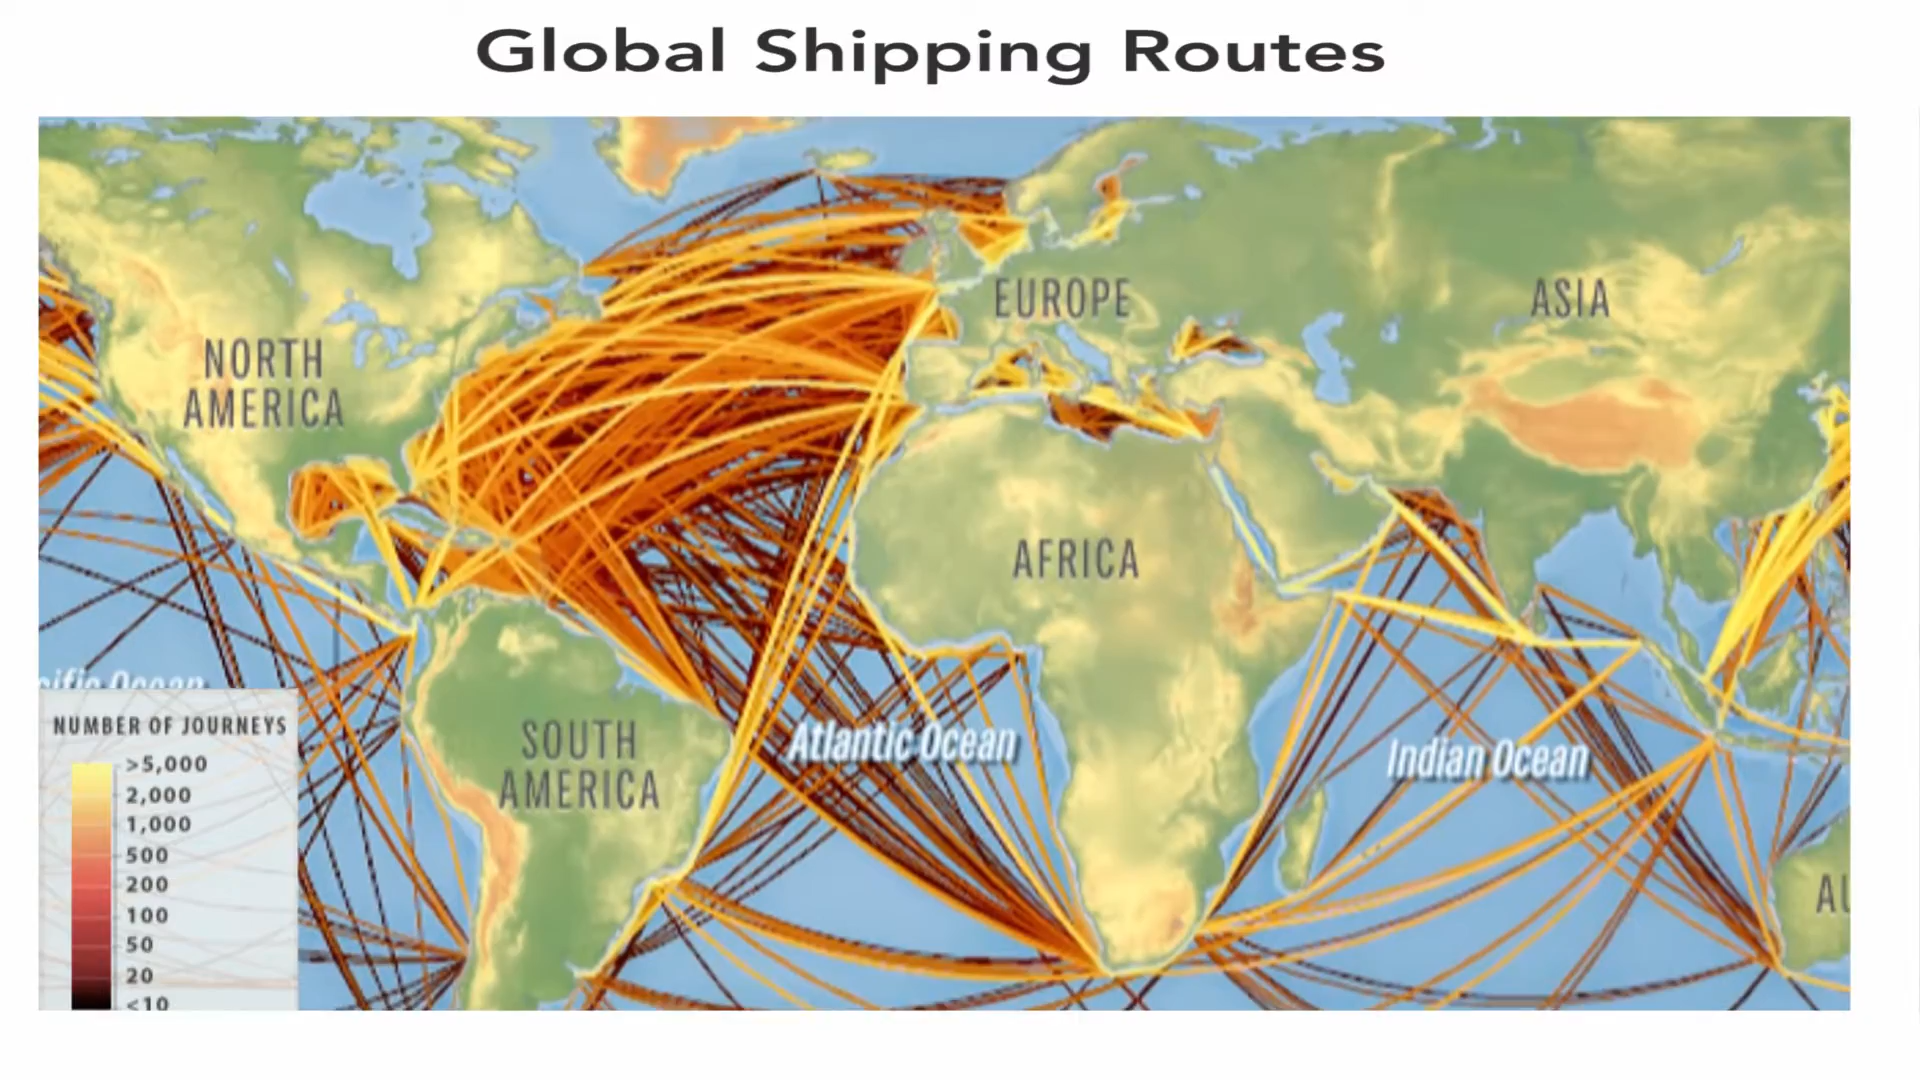 Global Shipping Routes
NORTH
AMERICA
EUROPE
ASIA
AFRICA
SOUTH
AMERICA
Atlantic Ocean
Indian Ocean
NUMBER OF JOURNEYS
>5,000
2,000
1,000
500
200
100
50
20
<10